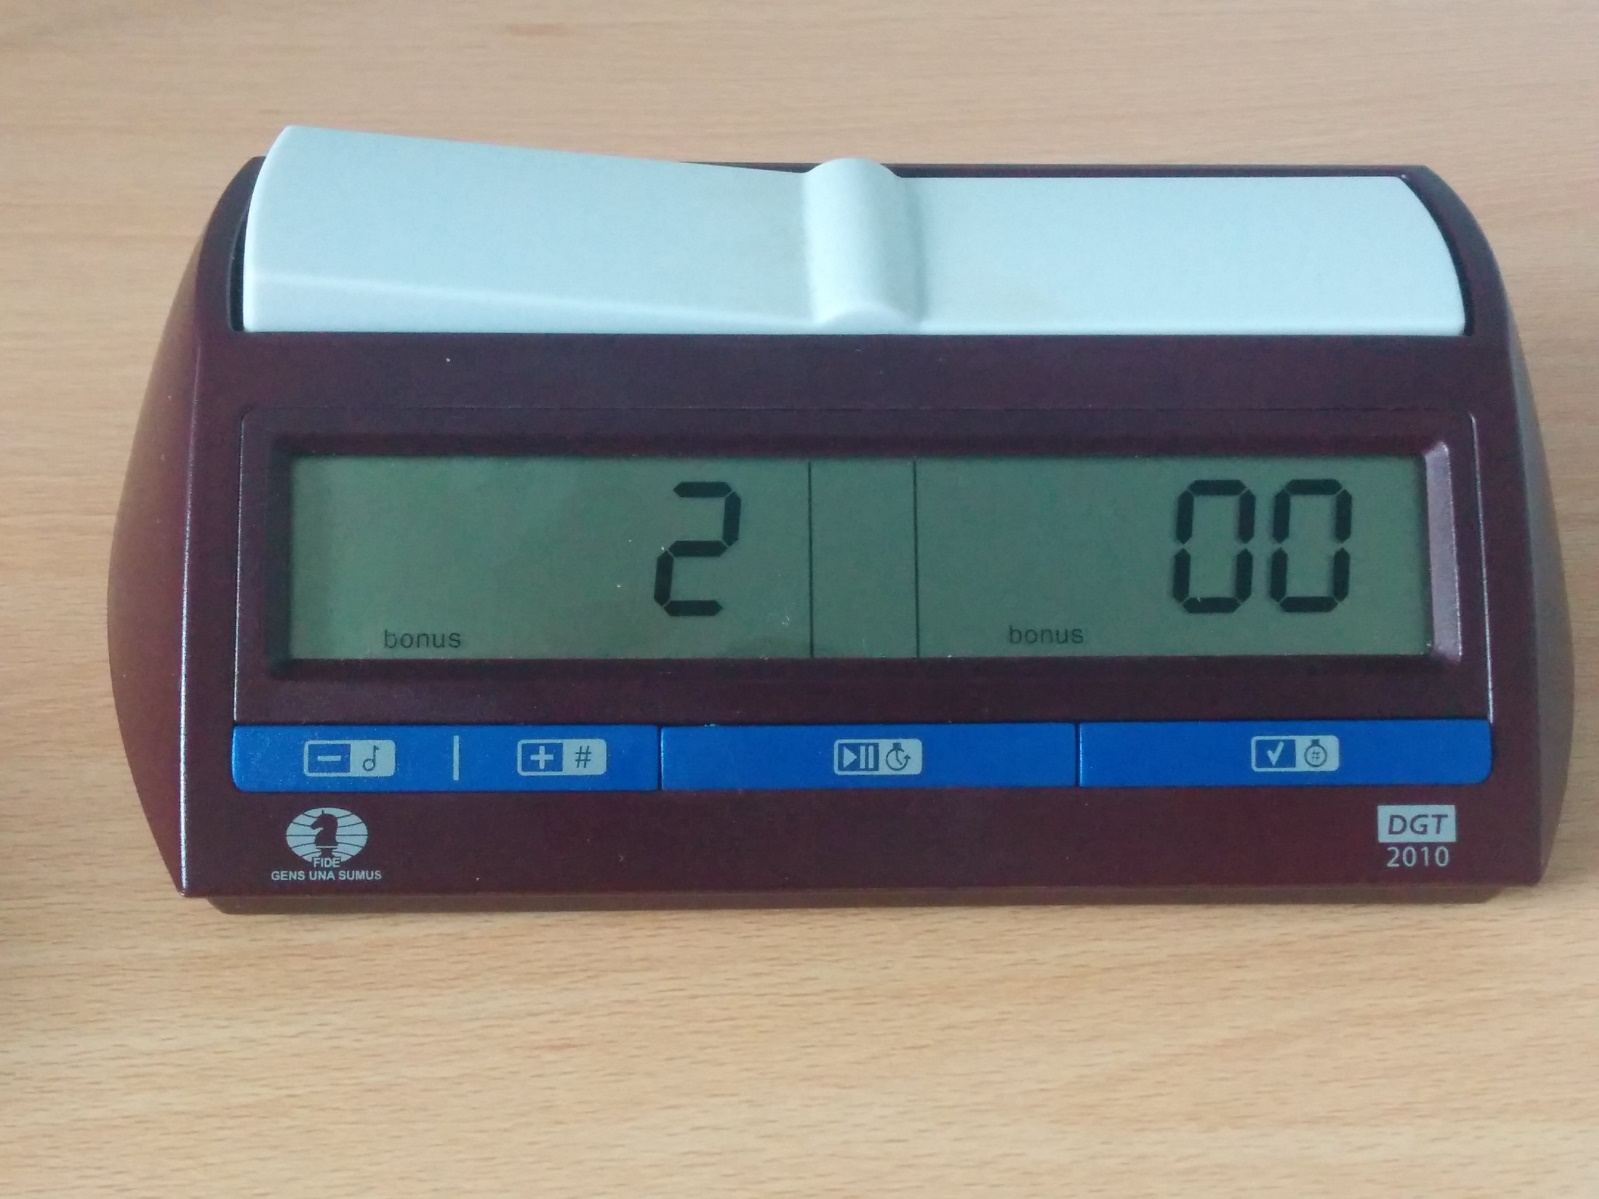 2 00
bonus bonus
#
#
FIDE
GENS UNA SUMUS
DGT
2010